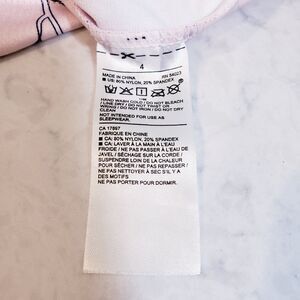 4
MADE IN CHINA RN 54023
■ US: 80% NYLON, 20% SPANDEX
HAND WASH COLD / DO NOT BLEACH
/ LINE DRY / DO NOT TWIST OR
WRING / DO NOT IRON / DO NOT DRY
CLEAN
NOT INTENDED FOR USE AS
SLEEPWEAR.
CA 17897
FABRIQUE EN CHINE
■ CA: 80% NYLON, 20% SPANDEX
■ CA: LAVER À LA MAIN À L'EAU
FROIDE / NE PAS PASSER À L'EAU DE
JAVEL / SÉCHAGE SUR LA CORDE /
SUSPENDRE LOIN DE LA CHALEUR
POUR SÉCHER / NE PAS REPASSER /
NE PAS NETTOYER À SEC S'IL Y A
DES MOTIFS
NE PAS PORTER POUR DORMIR.